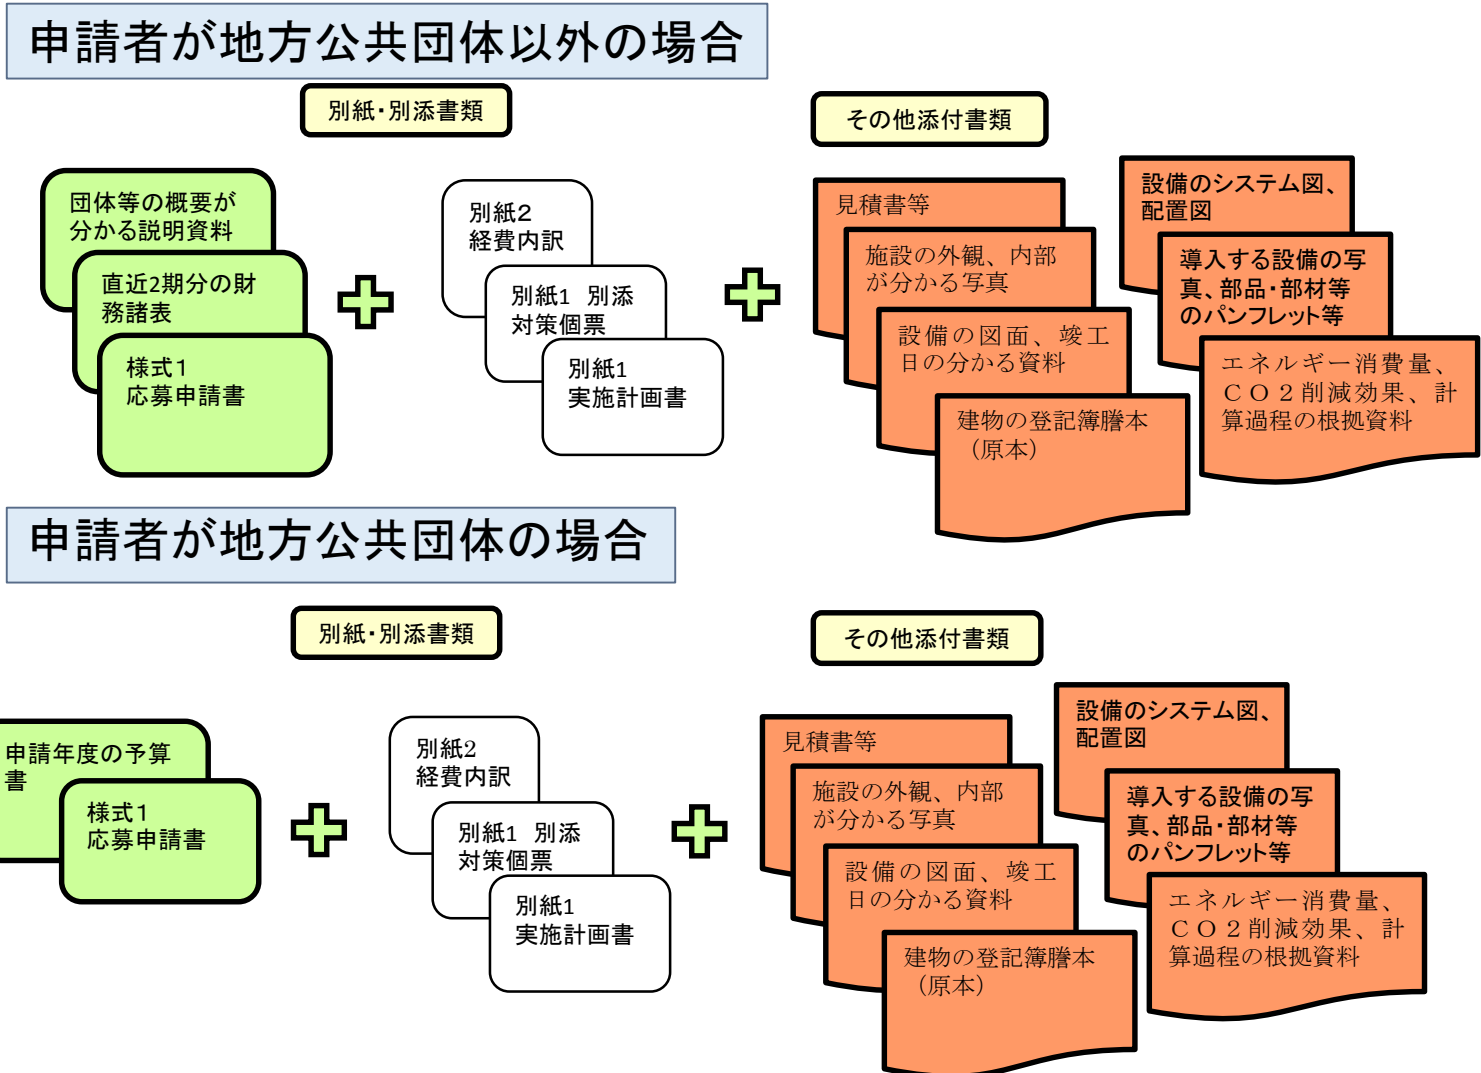 申請者が地方公共団体以外の場合
別紙・別添書類
その他添付書類
団体等の概要が
分かる説明資料
直近2期分の財
務諸表
様式1
応募申請書
別紙2
経費内訳
別紙1 別添
対策個票
別紙1
実施計画書
見積書等
施設の外観、内部
が分かる写真
設備の図面、竣工
日の分かる資料
建物の登記簿謄本
（原本）
設備のシステム図、
配置図
導入する設備の写
真、部品・部材等
のパンフレット等
エネルギー消費量、
ＣＯ２削減効果、計
算過程の根拠資料
申請者が地方公共団体の場合
別紙・別添書類
その他添付書類
申請年度の予算
書
様式1
応募申請書
別紙2
経費内訳
別紙1 別添
対策個票
別紙1
実施計画書
見積書等
施設の外観、内部
が分かる写真
設備の図面、竣工
日の分かる資料
建物の登記簿謄本
（原本）
設備のシステム図、
配置図
導入する設備の写
真、部品・部材等
のパンフレット等
エネルギー消費量、
ＣＯ２削減効果、計
算過程の根拠資料